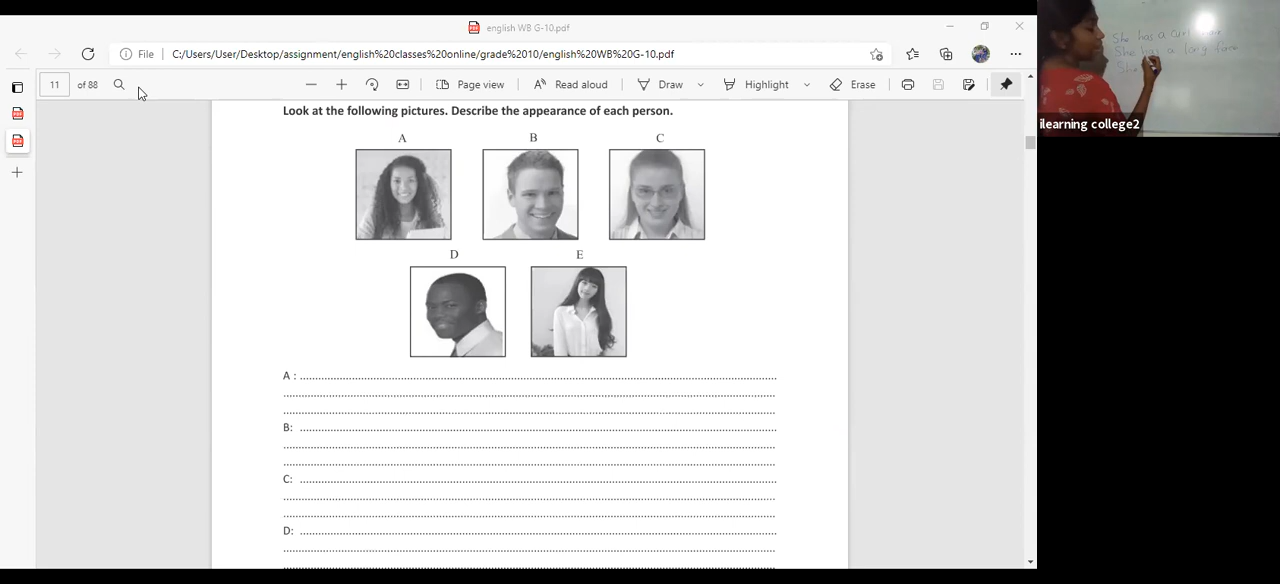 english WB G-10.pdf
File C:/Users/User/Desktop/assignment/english%20classes%20online/grade%2010/english%20WB%20G-10.pdf
11 of 88 Page view Read aloud Draw Highlight Erase
Look at the following pictures. Describe the appearance of each person.
A B C
D E
A : ..........................................................................................
..........................................................................................
..........................................................................................
B: ..........................................................................................
..........................................................................................
..........................................................................................
C: ..........................................................................................
..........................................................................................
..........................................................................................
D: ..........................................................................................
..........................................................................................
She has a
She has a long
She
ilearning college2